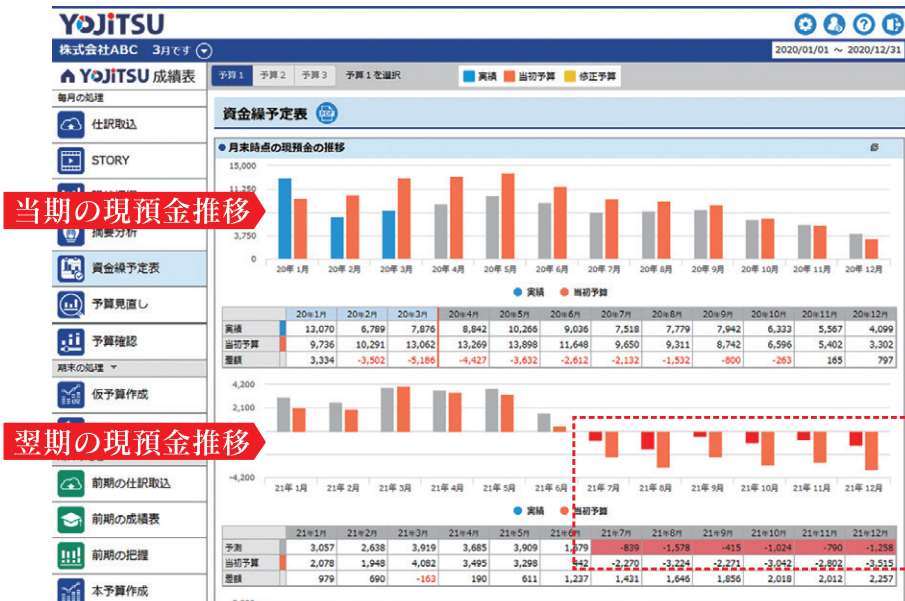 YOJiTSU
株式会社ABC 3月です
2020/01/01 ～ 2020/12/31
YOJiTSU 成績表
予算1 予算2 予算3 予算1を選択
実績 当初予算 修正予算
毎月の処理
仕訳取込
STORY
当期の現預金推移
摘要分析
資金繰予定表
予算見直し
予算確認
期末の処理
仮予算作成
翌期の現預金推移
前期の仕訳取込
前期の成績表
前期の把握
本予算作成
資金繰予定表 PDF
月末時点の現預金の推移
15,000
11,250
3,750
0
20年1月 20年2月 20年3月 20年4月 20年5月 20年6月 20年7月 20年8月 20年9月 20年10月 20年11月 20年12月
実績 当初予算
20年1月 20年2月 20年3月 20年4月 20年5月 20年6月 20年7月 20年8月 20年9月 20年10月 20年11月 20年12月
実績 13,070 6,789 7,876 8,842 10,266 9,036 7,518 7,779 7,942 6,333 5,567 4,099
当初予算 9,736 10,291 13,062 13,269 13,898 11,648 9,650 9,311 8,742 6,596 5,402 3,302
差額 3,334 -3,502 -5,186 -4,427 -3,632 -2,612 -2,132 -1,532 -800 -263 165 797
4,200
2,100
-4,200
21年1月 21年2月 21年3月 21年4月 21年5月 21年6月 21年7月 21年8月 21年9月 21年10月 21年11月 21年12月
実績 当初予算
21年1月 21年2月 21年3月 21年4月 21年5月 21年6月 21年7月 21年8月 21年9月 21年10月 21年11月 21年12月
予測 3,057 2,638 3,919 3,685 3,909 1,679 -839 -1,578 -415 -1,024 -790 -1,258
当初予算 2,078 1,948 4,082 3,495 3,298 442 -2,270 -3,224 -2,271 -3,042 -2,802 -3,515
差額 979 690 -163 190 611 1,237 1,431 1,646 1,856 2,018 2,012 2,257